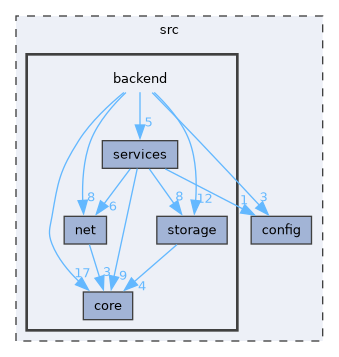 src
backend
5
services
8
6
8
12
1
3
net
storage
config
17
3
9
4
core